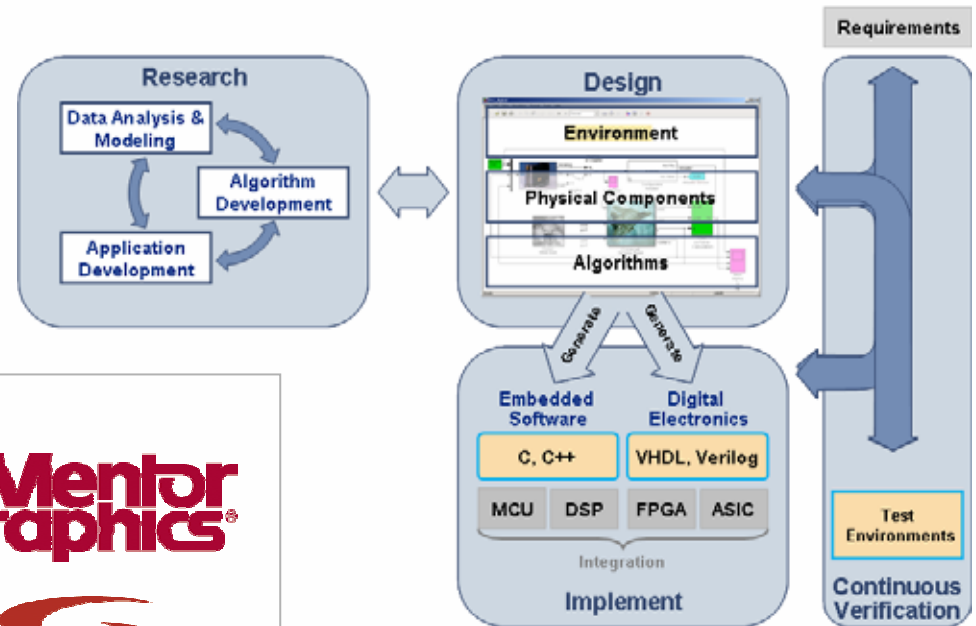 Requirements
Research
Data Analysis &
Modeling
Algorithm
Development
Application
Development
Design
Environment
Physical Components
Algorithms
Generate
Generate
Embedded
Software
Digital
Electronics
C, C++
VHDL, Verilog
MCU
DSP
FPGA
ASIC
Integration
Implement
Test
Environments
Continuous
Verification
Mentor
raphics®